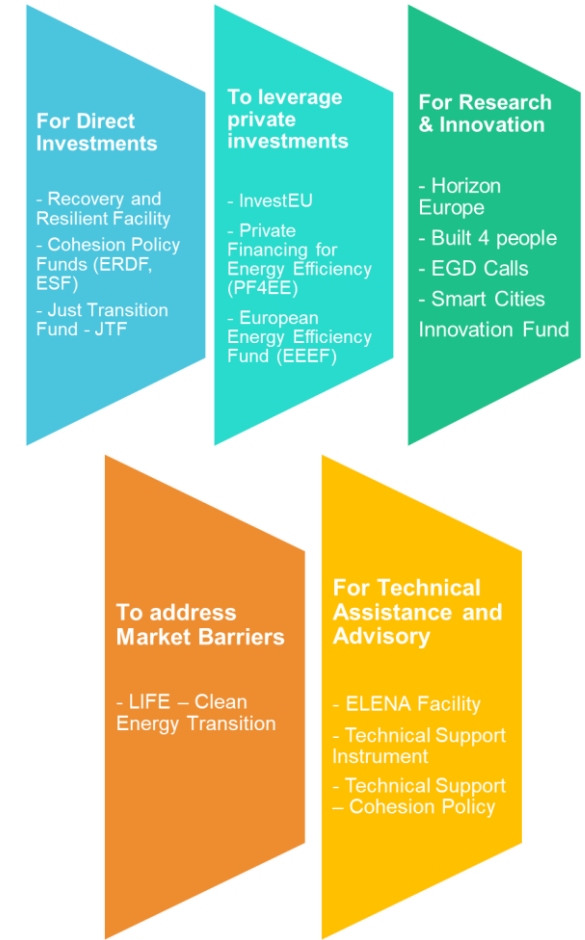 For Direct
Investments
- Recovery and
Resilient Facility
- Cohesion Policy
Funds (ERDF,
ESF)
- Just Transition
Fund - JTF
To leverage
private
investments
- InvestEU
- Private
Financing for
Energy Efficiency
(PF4EE)
- European
Energy Efficiency
Fund (EEEF)
For Research
& Innovation
- Horizon
Europe
- Built 4 people
- EGD Calls
- Smart Cities
Innovation Fund
To address
Market Barriers
- LIFE – Clean
Energy Transition
For Technical
Assistance and
Advisory
- ELENA Facility
- Technical Support
Instrument
- Technical Support
– Cohesion Policy